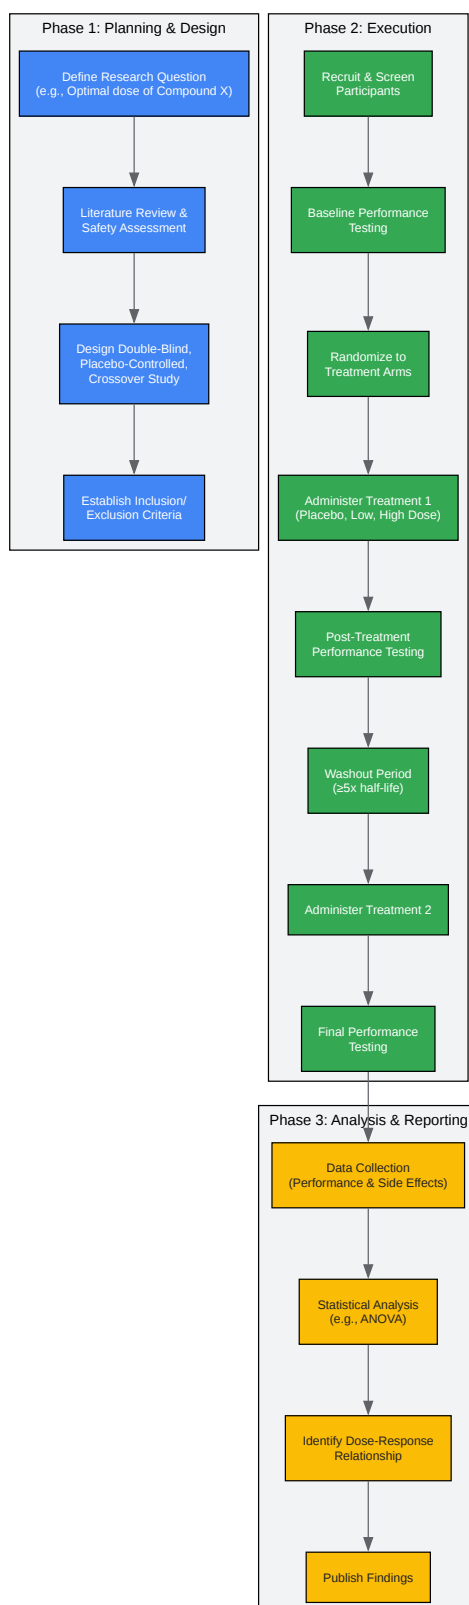 Phase 1: Planning & Design
Define Research Question
(e.g., Optimal dose of Compound X)
Literature Review &
Safety Assessment
Design Double-Blind,
Placebo-Controlled,
Crossover Study
Establish Inclusion/
Exclusion Criteria
Phase 2: Execution
Recruit & Screen
Participants
Baseline Performance
Testing
Randomize to
Treatment Arms
Administer Treatment 1
(Placebo, Low, High Dose)
Post-Treatment
Performance Testing
Washout Period
(≥5x half-life)
Administer Treatment 2
Final Performance
Testing
Phase 3: Analysis & Reporting
Data Collection
(Performance & Side Effects)
Statistical Analysis
(e.g., ANOVA)
Identify Dose-Response
Relationship
Publish Findings